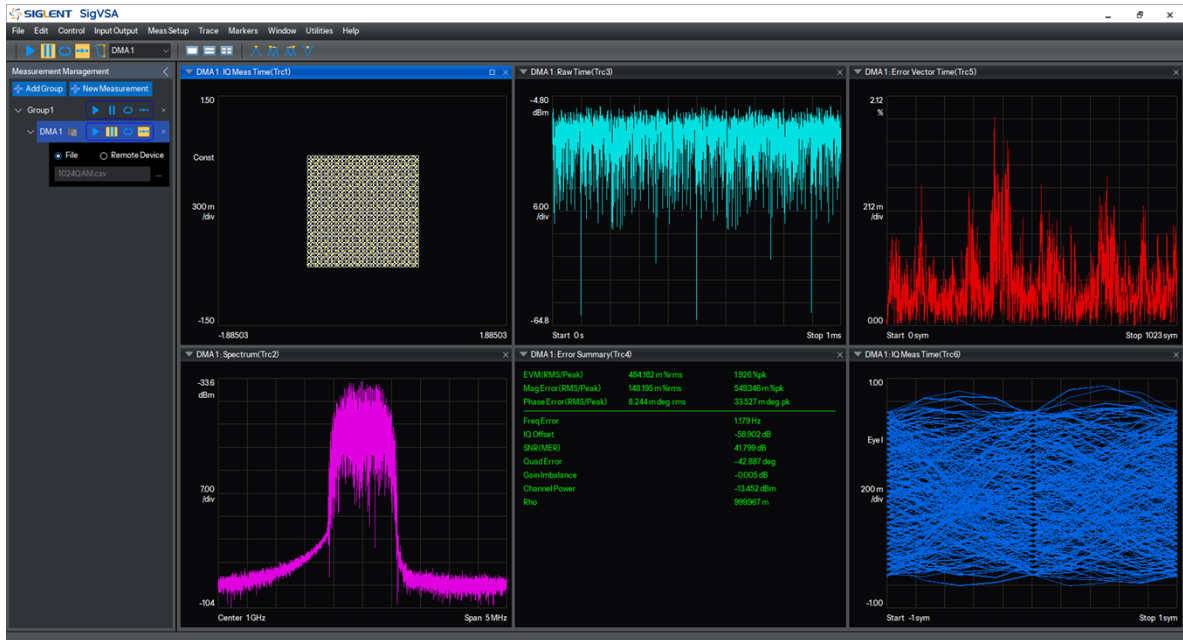 SIGLENT SigVSA
File Edit Control Input Output Meas Setup Trace Markers Window Utilities Help
DMA 1
Measurement Management
Add Group New Measurement
Group1
DMA 1
File Remote Device
1024QAM.csv ...
DMA 1: IQ Meas Time(Trc1)
1.50
Const
300 m
/div
-1.50
-1.88503 1.88503
DMA 1: Raw Time(Trc3)
-4.80
dBm
6.00
/div
-64.8
Start 0 s Stop 1 ms
DMA 1: Error Vector Time(Trc5)
2.12
%
212 m
/div
0.00
Start 0 sym Stop 1023 sym
DMA 1: Spectrum(Trc2)
-33.6
dBm
7.00
/div
-104
Center 1 GHz Span 5 MHz
DMA 1: Error Summary(Trc4)
EVM(RMS/Peak) 484.182 m %rms 1.926 %pk
Mag Error(RMS/Peak) 148.195 m %rms 549.346 m %pk
Phase Error(RMS/Peak) 8.244 m deg rms 33.527 m deg pk
Freq Error 1.179 Hz
IQ Offset -58.902 dB
SNR(MER) 41.799 dB
Quad Error -42.887 deg
Gain Imbalance -0.005 dB
Channel Power -13.452 dBm
Rho 999.967 m
DMA 1: IQ Meas Time(Trc6)
1.00
Eye I
200 m
/div
-1.00
Start -1 sym Stop 1 sym